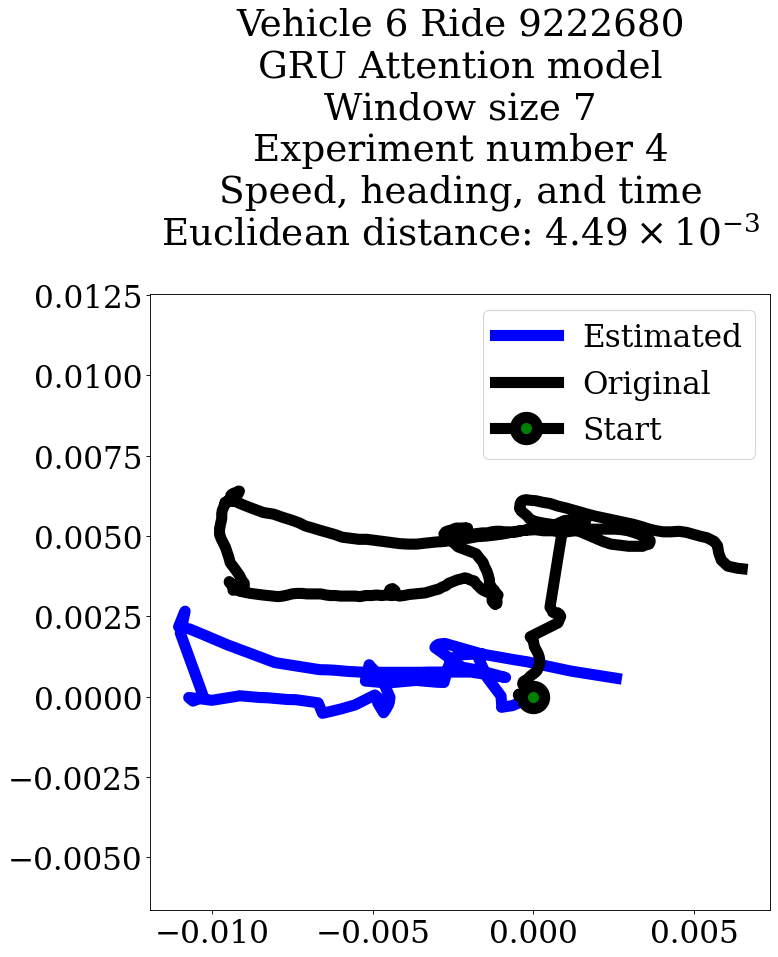 Vehicle 6 Ride 9222680
GRU Attention model
Window size 7
Experiment number 4
Speed, heading, and time
Euclidean distance: 4.49 × 10⁻³
0.0125
0.0100
0.0075
0.0050
0.0025
0.0000
−0.0025
−0.0050
Estimated
Original
Start
−0.010 −0.005 0.000 0.005